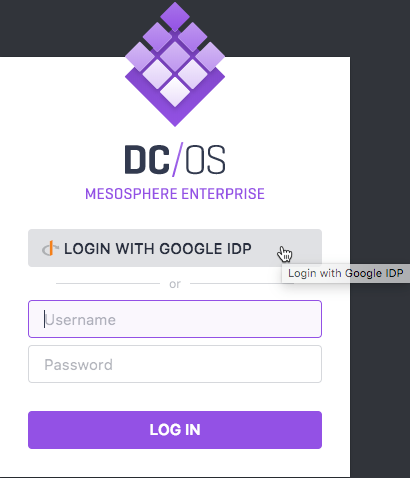 DC/OS
MESOSPHERE ENTERPRISE
LOGIN WITH GOOGLE IDP
Login with Google IDP
or
Username
Password
LOG IN